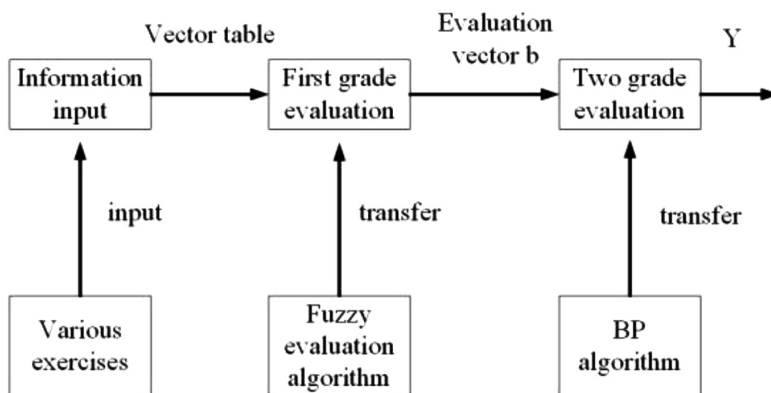 Vector table
Evaluation
vector b
Y
Information
input
First grade
evaluation
Two grade
evaluation
input
transfer
transfer
Various
exercises
Fuzzy
evaluation
algorithm
BP
algorithm